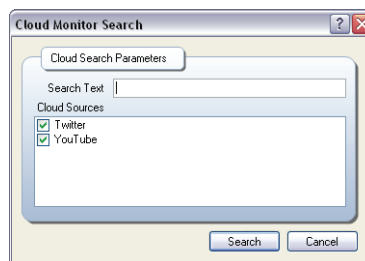 Cloud Monitor Search
Cloud Search Parameters
Search Text
Cloud Sources
Twitter
YouTube
Search Cancel